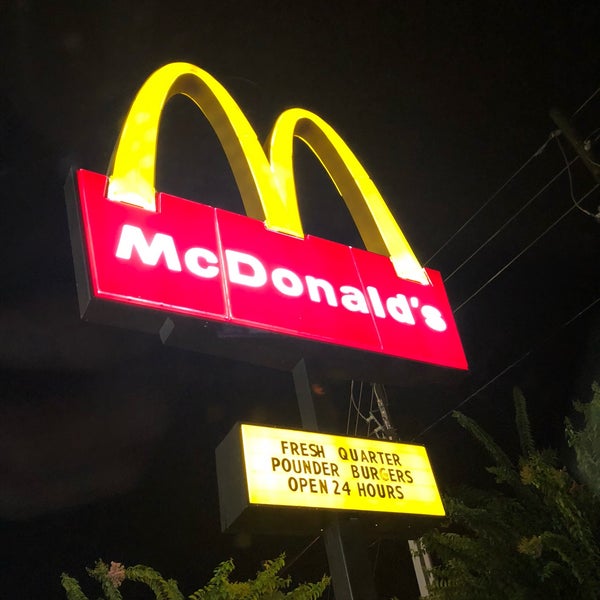 McDonald's
FRESH QUARTER
POUNDER BURGERS
OPEN 24 HOURS